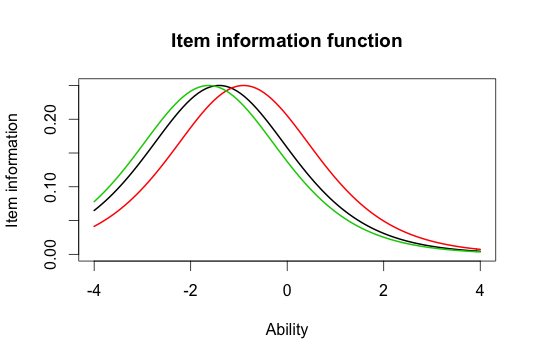 Item information function
Item information
0.20
0.10
0.00
-4 -2 0 2 4
Ability